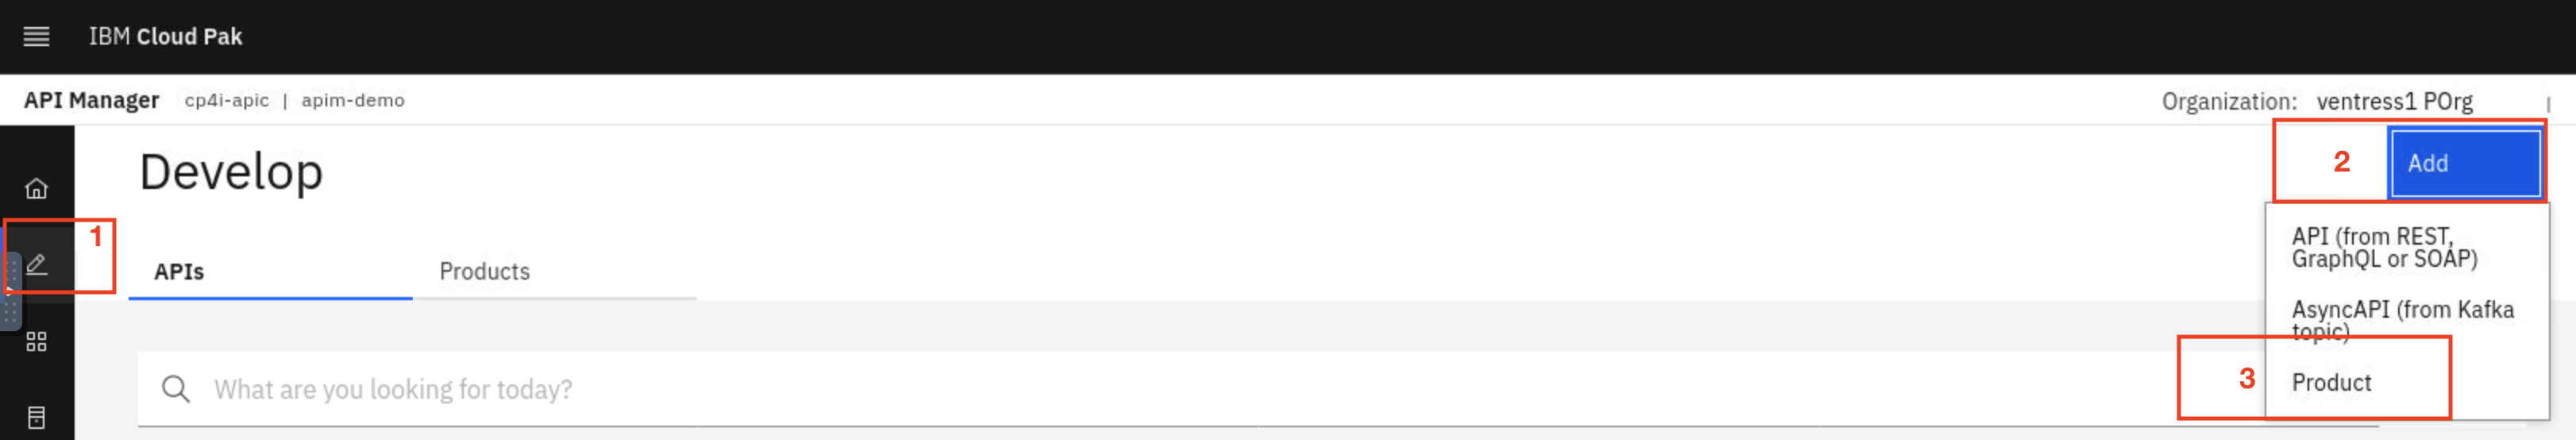 IBM Cloud Pak
API Manager cp4i-apic | apim-demo Organization: ventress1 POrg |
Develop
2 Add
1
API (from REST,
GraphQL or SOAP)
APIs Products
AsyncAPI (from Kafka
topic)
What are you looking for today?
3 Product